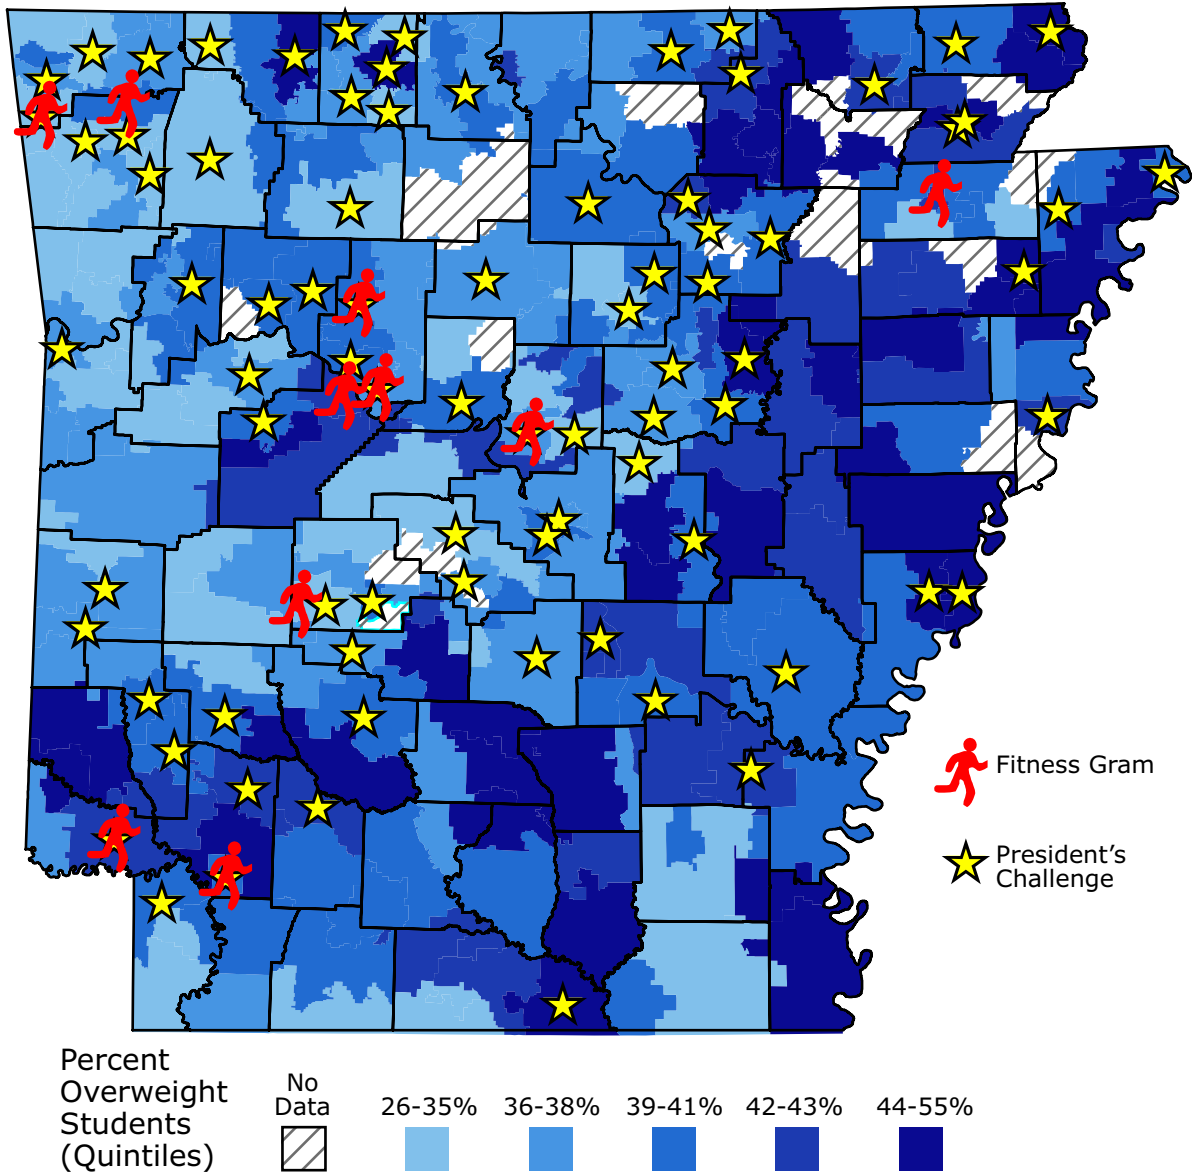 Fitness Gram
President's
Challenge
Percent
Overweight
Students
(Quintiles)
No
Data
26-35%
36-38%
39-41%
42-43%
44-55%